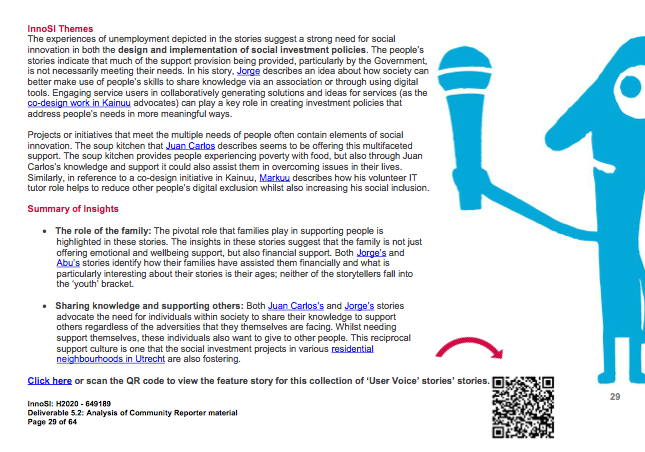 InnoSI Themes
The experiences of unemployment depicted in the stories suggest a strong need for social
innovation in both the design and implementation of social investment policies. The people's
stories indicate that much of the support provision being provided, particularly by the Government,
is not necessarily meeting their needs. In his story, Jorge describes an idea about how society can
better make use of people's skills to share knowledge via an association or through using digital
tools. Engaging service users in collaboratively generating solutions and ideas for services (as the
co-design work in Kainuu advocates) can play a key role in creating investment policies that
address people's needs in more meaningful ways.
Projects or initiatives that meet the multiple needs of people often contain elements of social
innovation. The soup kitchen that Juan Carlos describes seems to be offering this multifaceted
support. The soup kitchen provides people experiencing poverty with food, but also through Juan
Carlos's knowledge and support it could also assist them in overcoming issues in their lives.
Similarly, in reference to a co-design initiative in Kainuu, Markuu describes how his volunteer IT
tutor role helps to reduce other people's digital exclusion whilst also increasing his social inclusion.
Summary of Insights
• The role of the family: The pivotal role that families play in supporting people is
highlighted in these stories. The insights in these stories suggest that the family is not just
offering emotional and wellbeing support, but also financial support. Both Jorge's and
Abu's stories identify how their families have assisted them financially and what is
particularly interesting about their stories is their ages; neither of the storytellers fall into
the 'youth' bracket.
• Sharing knowledge and supporting others: Both Juan Carlos's and Jorge's stories
advocate the need for individuals within society to share their knowledge to support
others regardless of the adversities that they themselves are facing. Whilst needing
support themselves, these individuals also want to give to other people. This reciprocal
support culture is one that the social investment projects in various residential
neighbourhoods in Utrecht are also fostering.
Click here or scan the QR code to view the feature story for this collection of 'User Voice' stories' stories.
29
InnoSI: H2020 - 649189
Deliverable 5.2: Analysis of Community Reporter material
Page 29 of 64